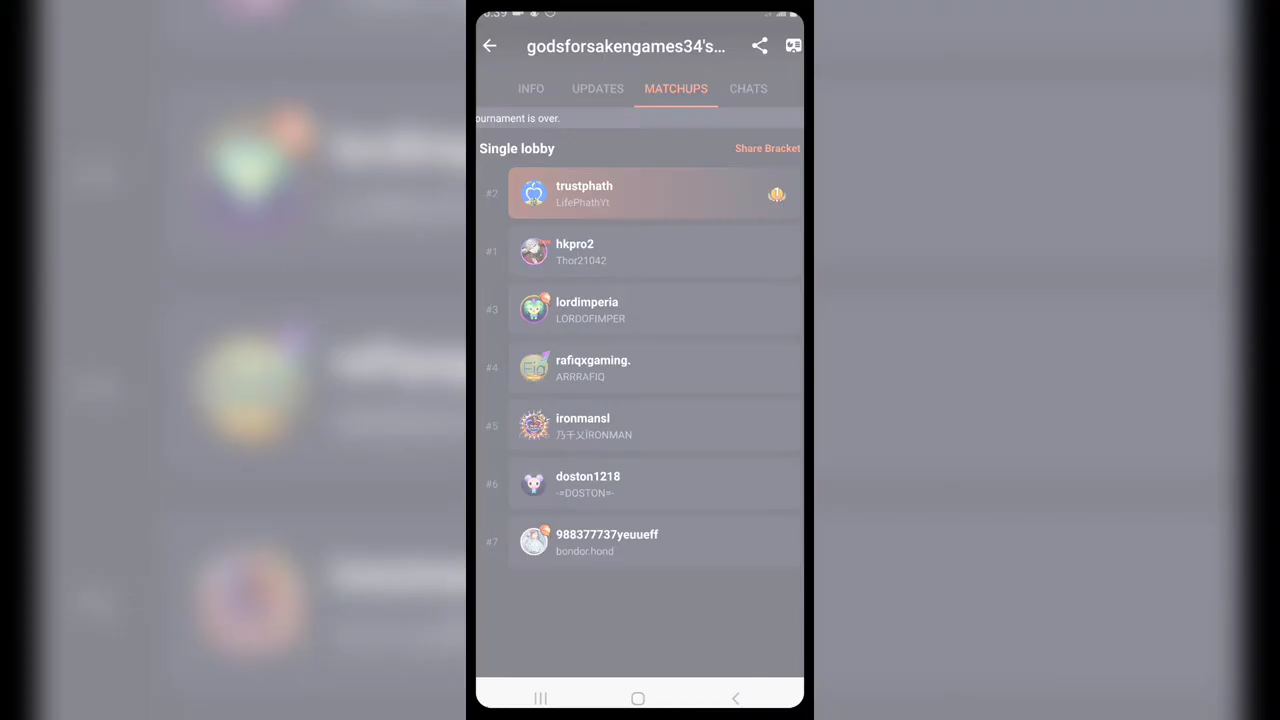 godsforsakengames34's...
INFO UPDATES MATCHUPS CHATS
ournament is over.
Single lobby Share Bracket
#2 trustphath
LifePhathYt
#1 hkpro2
Thor21042
#3 lordimperia
LORDOFIMPER
#4 rafiqxgaming.
ARRRAFIQ
#5 ironmansl
乃千乂ÌRONMAN
#6 doston1218
-=DOSTON=-
#7 988377737yeuueff
bondor.hond